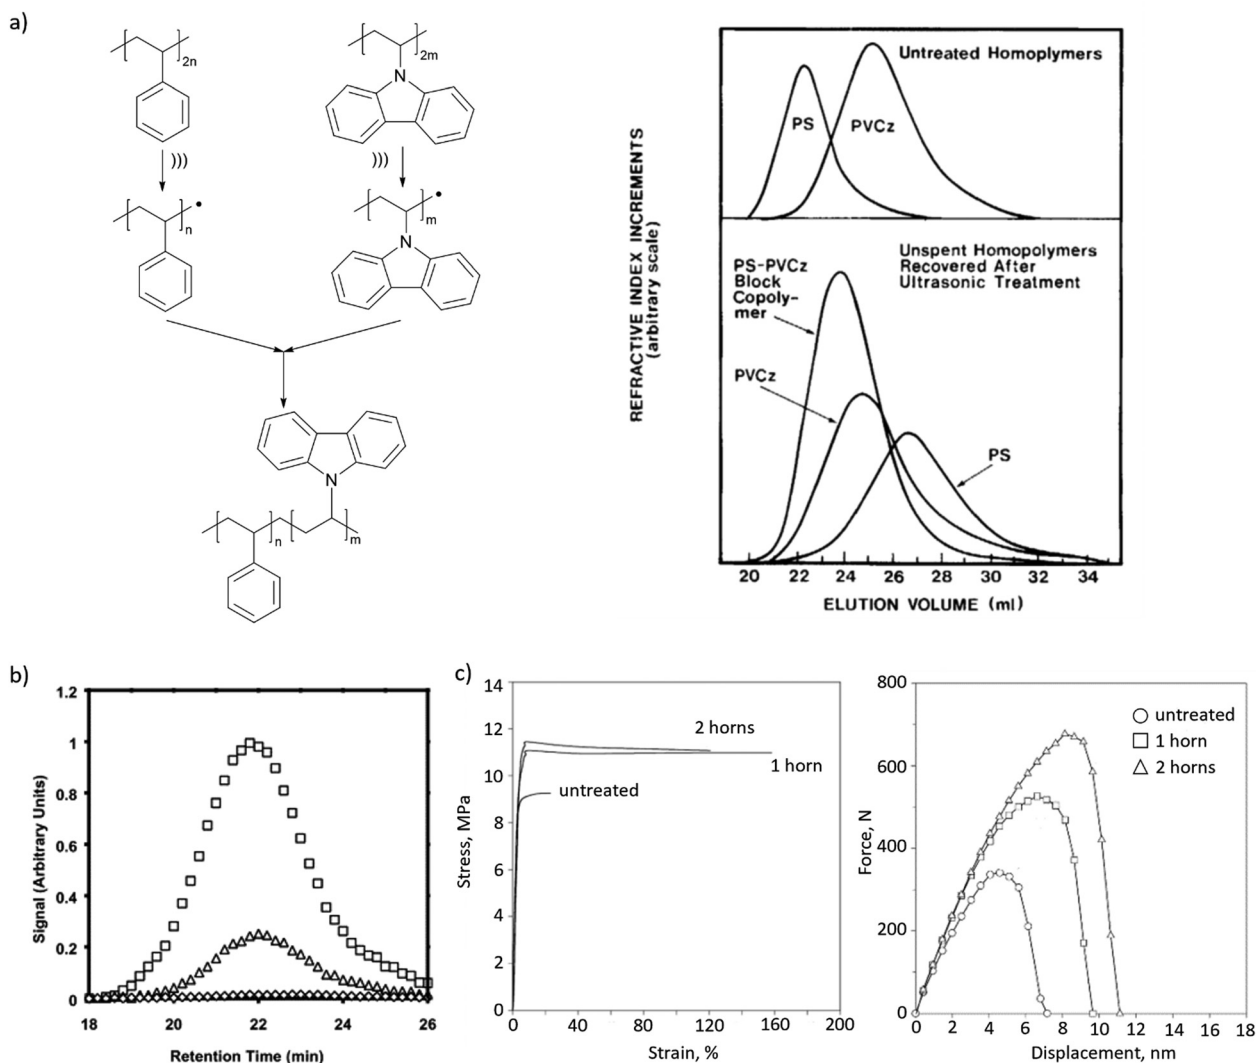 a)
2n
2m
N
)))
)))
n
m
N
N
n
m
REFRACTIVE INDEX INCREMENTS
(arbitrary scale)
Untreated Homoplymers
PS
PVCz
PS-PVCz
Block
Copoly-
mer
Unspent Homopolymers
Recovered After
Ultrasonic Treatment
PVCz
PS
20 22 24 26 28 30 32 34
ELUTION VOLUME (ml)
b)
Signal (Arbitrary Units)
1.2
1
0.8
0.6
0.4
0.2
0
18 20 22 24 26
Retention Time (min)
c)
Stress, MPa
14
12
10
8
6
4
2
0
2 horns
1 horn
untreated
0 40 80 120 160 200
Strain, %
Force, N
800
600
400
200
0
untreated
1 horn
2 horns
0 2 4 6 8 10 12 14 16 18
Displacement, nm